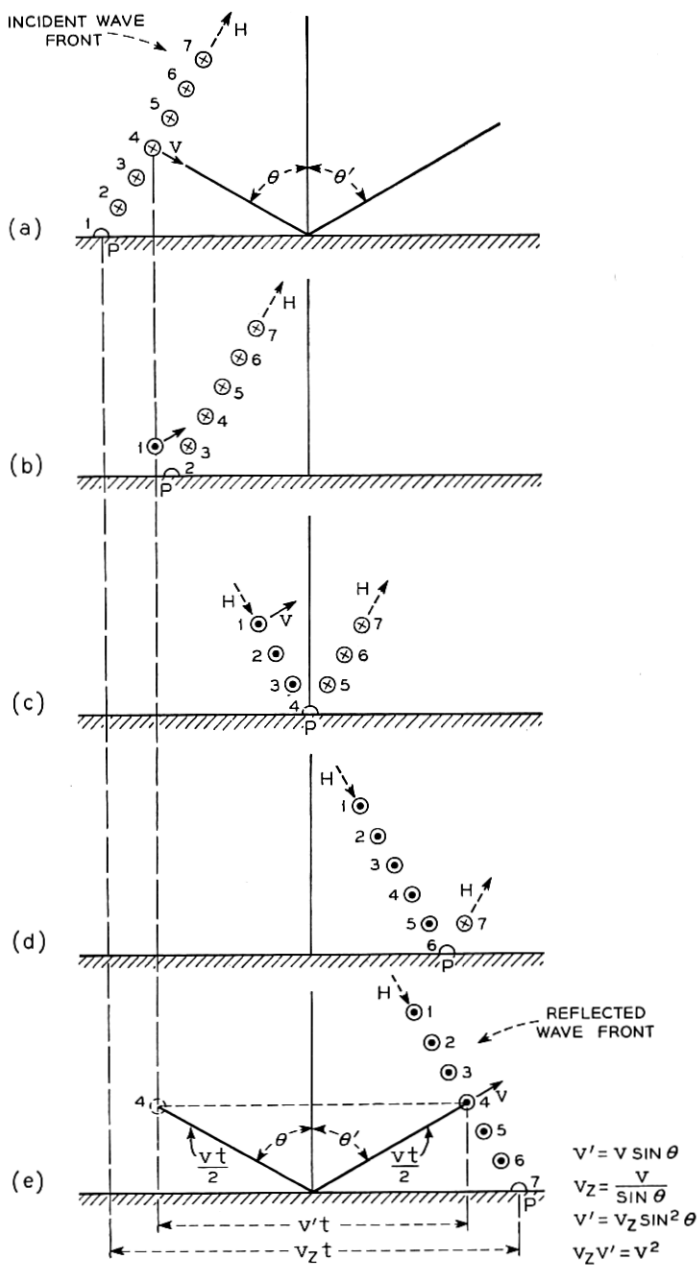 INCIDENT WAVE
FRONT
7 H
6
5
4 V
3
2
1
θ θ'
(a)
P
H
7
6
5
4
1 3
2
(b)
P
H H
1 V 7
2 6
3 5
4
(c)
P
H
1
2
3
4 H
5 7
6
(d)
P
H 1
2
3
REFLECTED
WAVE FRONT
4 4 V
θ θ'
5
vt/2 vt/2
6
7
(e)
P
v't
v_z t
V' = V SIN θ
V_Z = V / SIN θ
V' = V_Z SIN² θ
V_Z V' = V²